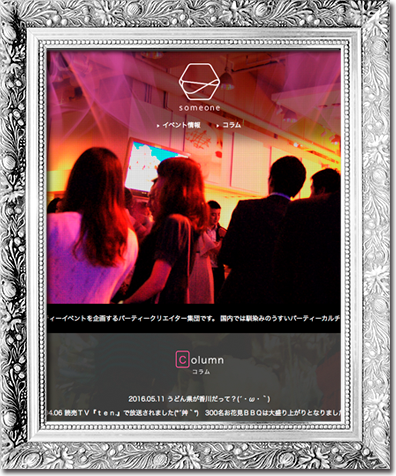 someone
イベント情報 コラム
ィーイベントを企画するパーティークリエイター集団です。 国内では馴染みのうすいパーティーカルチ
Column
コラム
2016.05.11 うどん県が香川だって？(´・ω・｀)
4.06 読売ＴＶ『ｔｅｎ』で放送されました(*´艸｀*) 300名お花見ＢＢＱは大盛り上がりとなりました